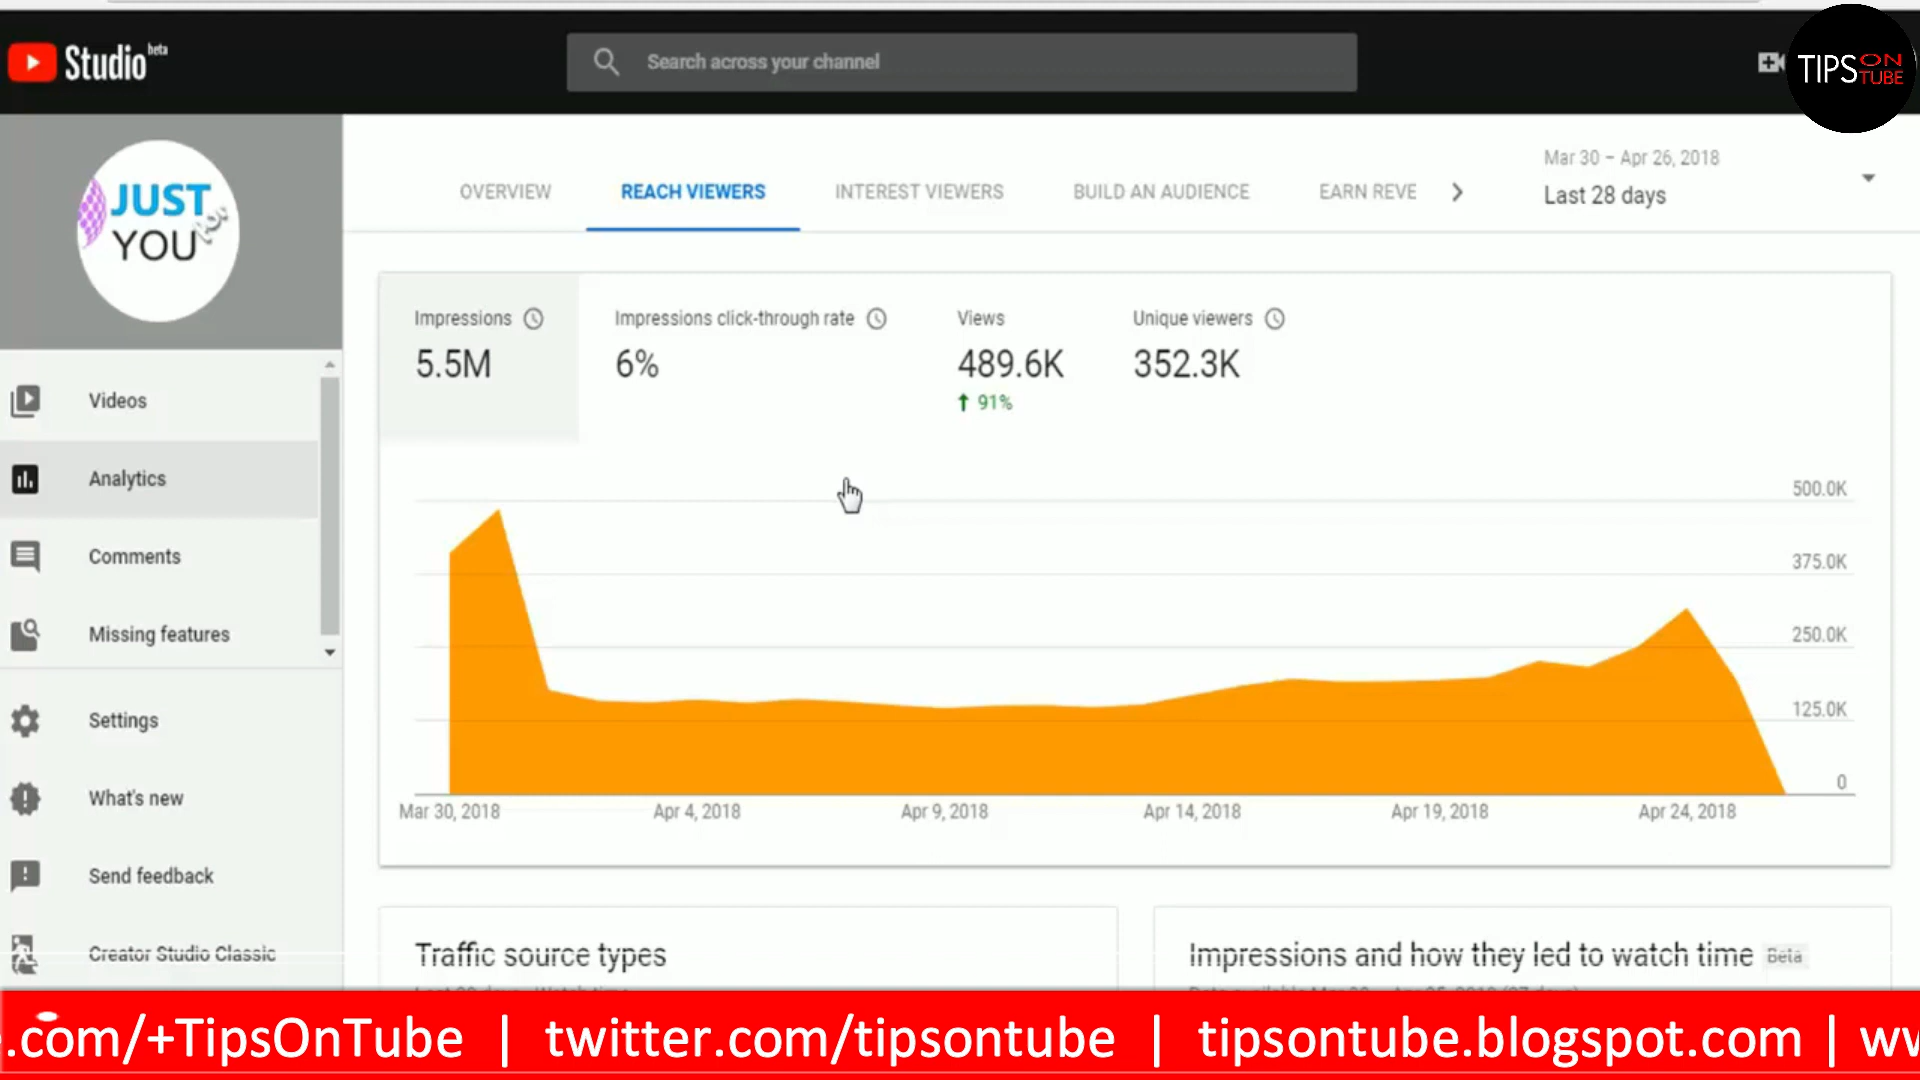 Studio beta
Search across your channel
TIPS ON TUBE
JUST
YOU
OVERVIEW
REACH VIEWERS
INTEREST VIEWERS
BUILD AN AUDIENCE
EARN REVE
Mar 30 – Apr 26, 2018
Last 28 days
Impressions
5.5M
Impressions click-through rate
6%
Views
489.6K
91%
Unique viewers
352.3K
Videos
Analytics
Comments
Missing features
Settings
What's new
Send feedback
Creator Studio Classic
500.0K
375.0K
250.0K
125.0K
0
Mar 30, 2018
Apr 4, 2018
Apr 9, 2018
Apr 14, 2018
Apr 19, 2018
Apr 24, 2018
Traffic source types
Impressions and how they led to watch time Beta
.com/+TipsOnTube | twitter.com/tipsontube | tipsontube.blogspot.com |